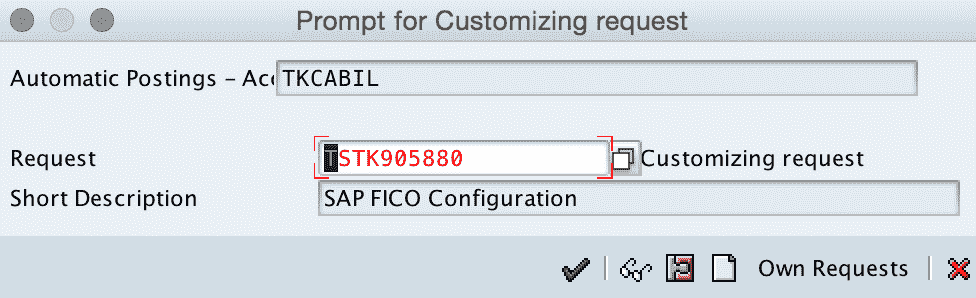 Prompt for Customizing request
Automatic Postings - Acc TKCABIL
Request TSTK905880 Customizing request
Short Description SAP FICO Configuration
Own Requests